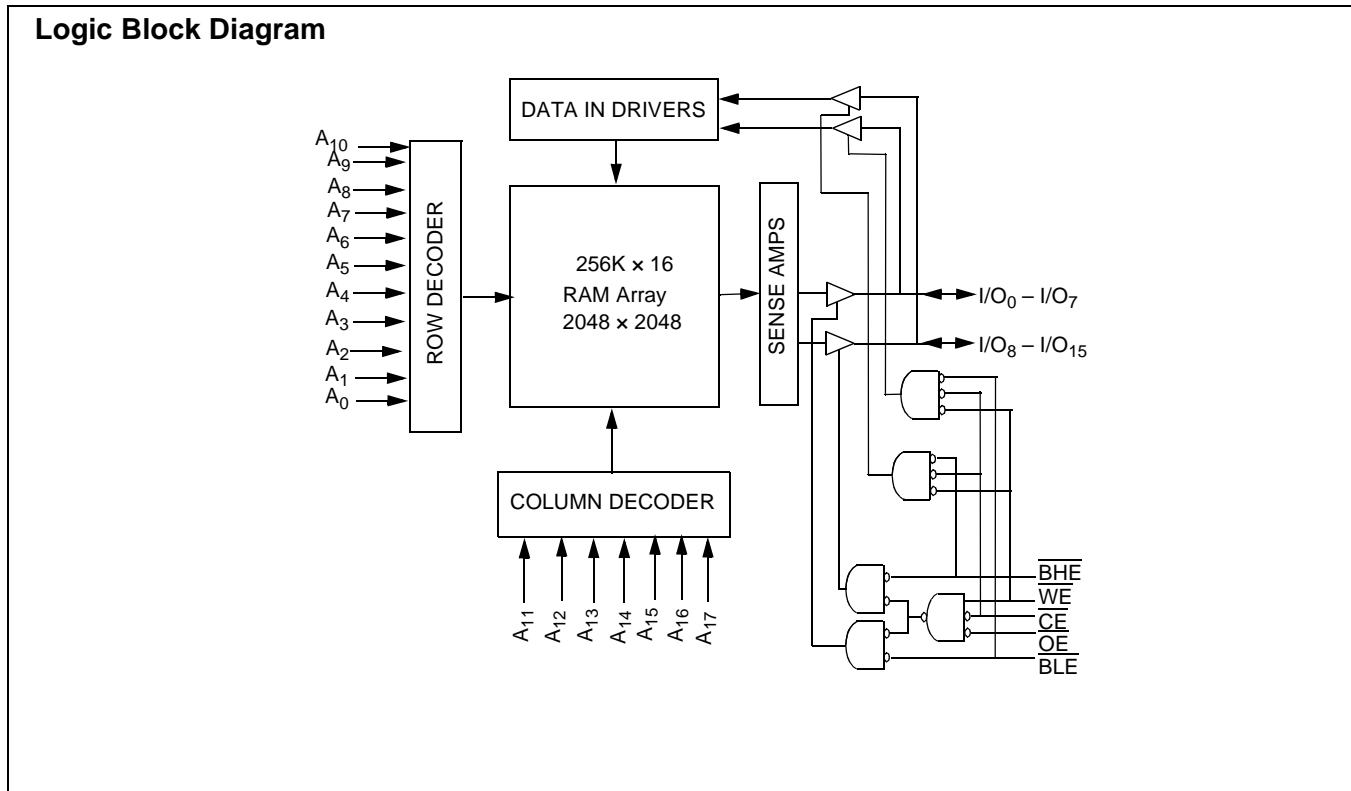 Logic Block Diagram
DATA IN DRIVERS
A10
A9
A8
A7
A6
A5
A4
A3
A2
A1
A0
ROW DECODER
256K × 16
RAM Array
2048 × 2048
SENSE AMPS
I/O0 – I/O7
I/O8 – I/O15
COLUMN DECODER
A11
A12
A13
A14
A15
A16
A17
BHE
WE
CE
OE
BLE